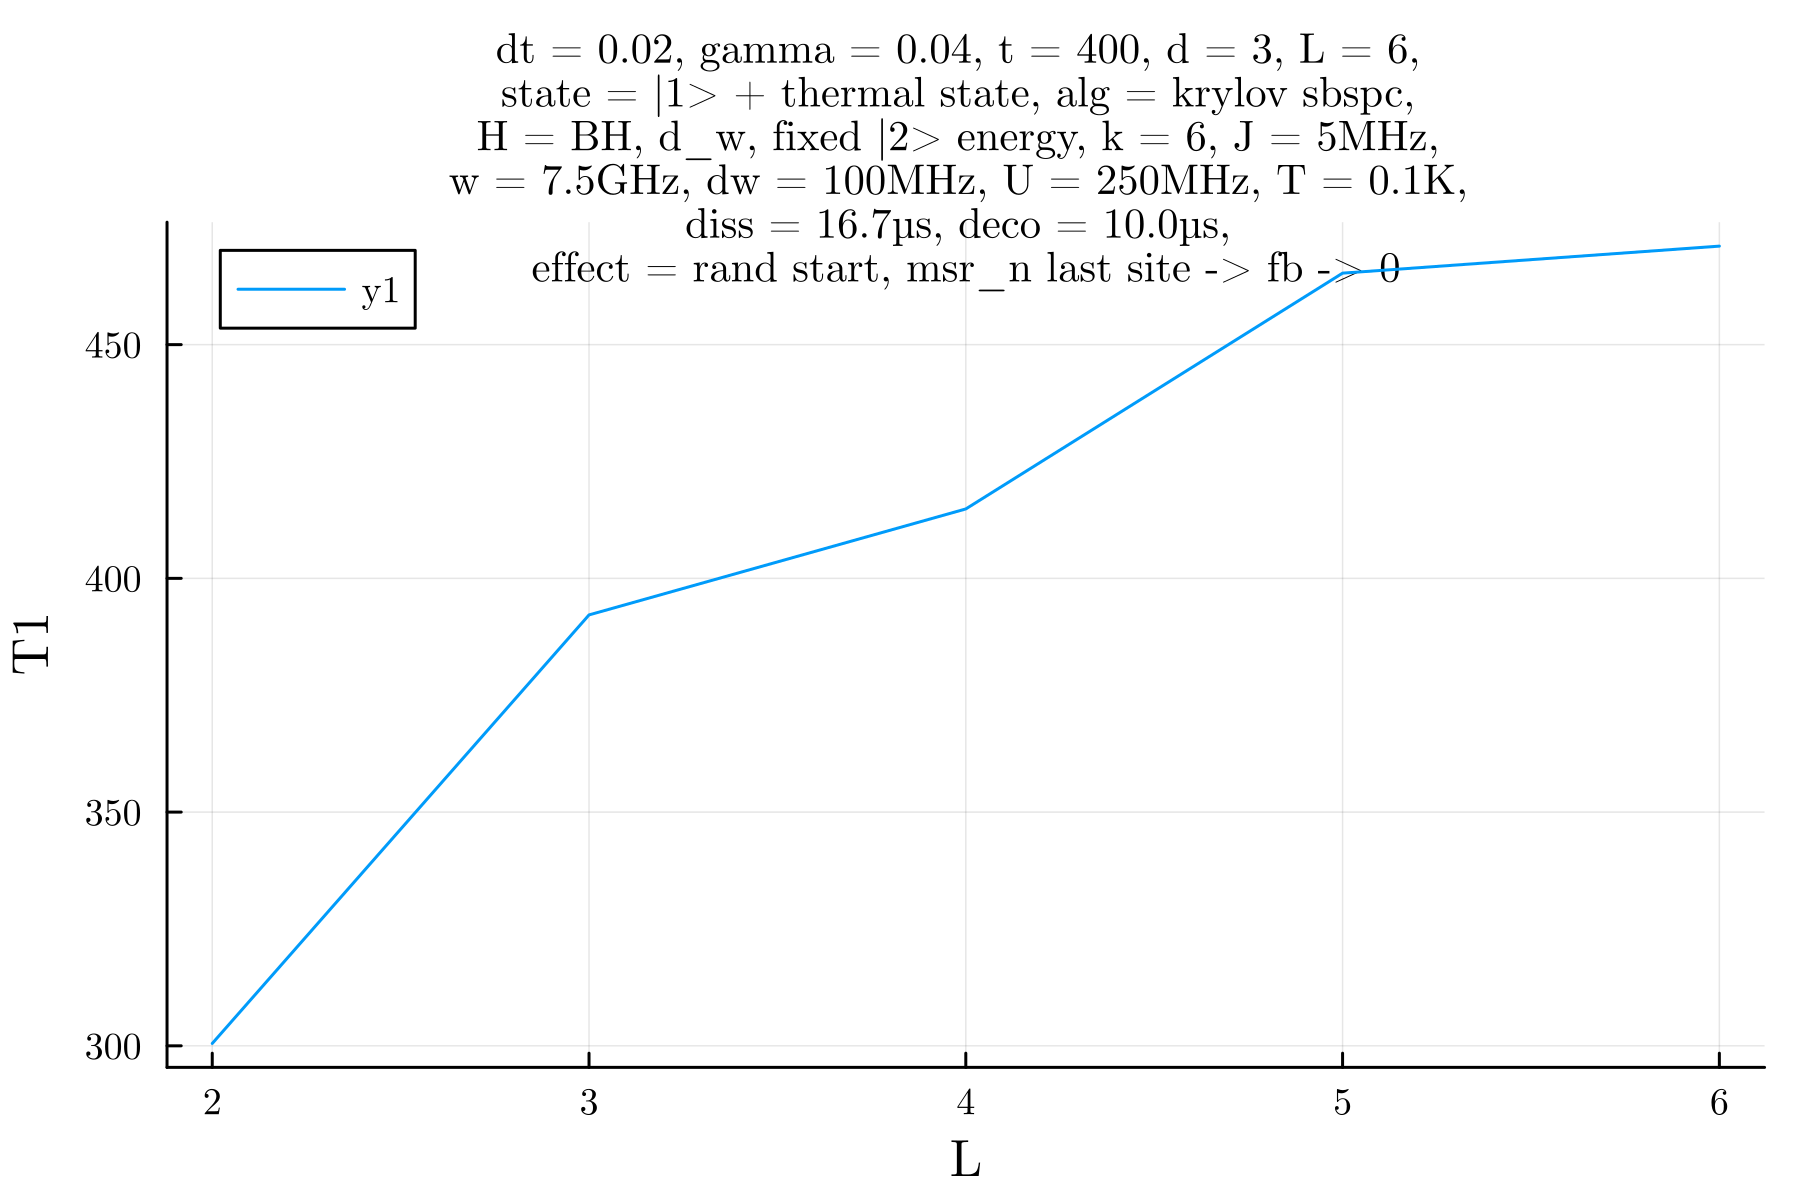 dt = 0.02, gamma = 0.04, t = 400, d = 3, L = 6,
state = |1> + thermal state, alg = krylov sbspc,
H = BH, d_w, fixed |2> energy, k = 6, J = 5MHz,
w = 7.5GHz, dw = 100MHz, U = 250MHz, T = 0.1K,
diss = 16.7µs, deco = 10.0µs,
effect = rand start, msr_n last site -> fb -> 0
y1
450
400
350
300
T1
2 3 4 5 6
L